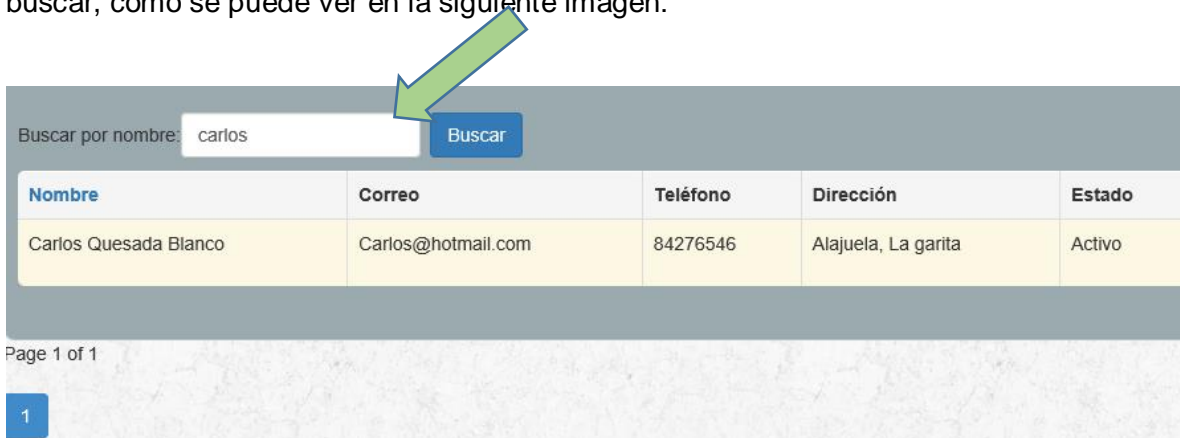 buscar, como se puede ver en la siguiente imagen.
Buscar por nombre: carlos Buscar
Nombre Correo Teléfono Dirección Estado
Carlos Quesada Blanco Carlos@hotmail.com 84276546 Alajuela, La garita Activo
Page 1 of 1
1